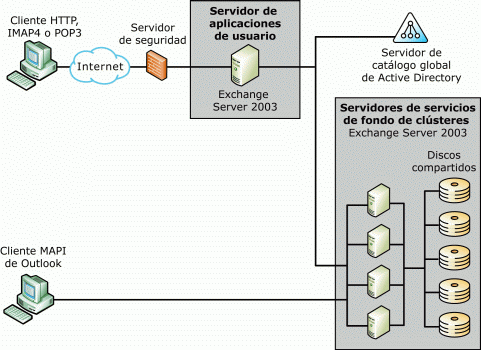 Cliente HTTP,
IMAP4 o POP3
Internet
Servidor
de seguridad
Servidor de
aplicaciones
de usuario
Exchange
Server 2003
Servidor de
catálogo global
de Active Directory
Servidores de servicios
de fondo de clústeres
Exchange Server 2003
Discos
compartidos
Cliente MAPI
de Outlook